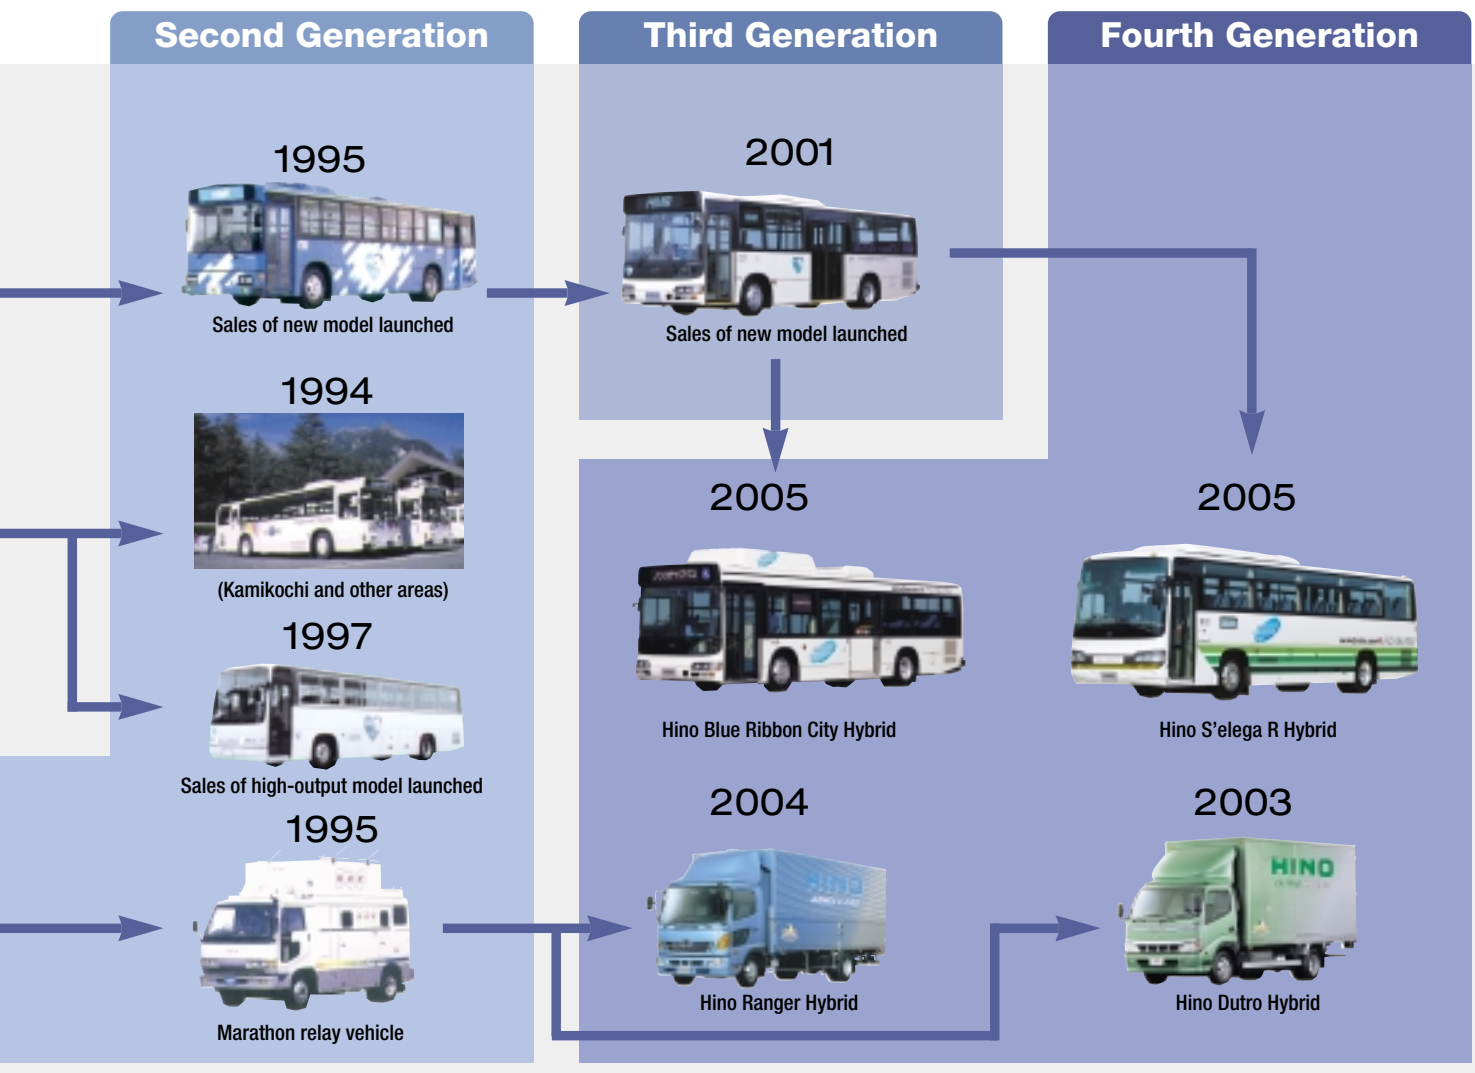 Second Generation
Third Generation
Fourth Generation
1995
Sales of new model launched
1994
(Kamikochi and other areas)
1997
Sales of high-output model launched
1995
Marathon relay vehicle
2001
Sales of new model launched
2005
Hino Blue Ribbon City Hybrid
2004
HINO
Hino Ranger Hybrid
2005
Hino S'elega R Hybrid
2003
HINO
Hino Dutro Hybrid